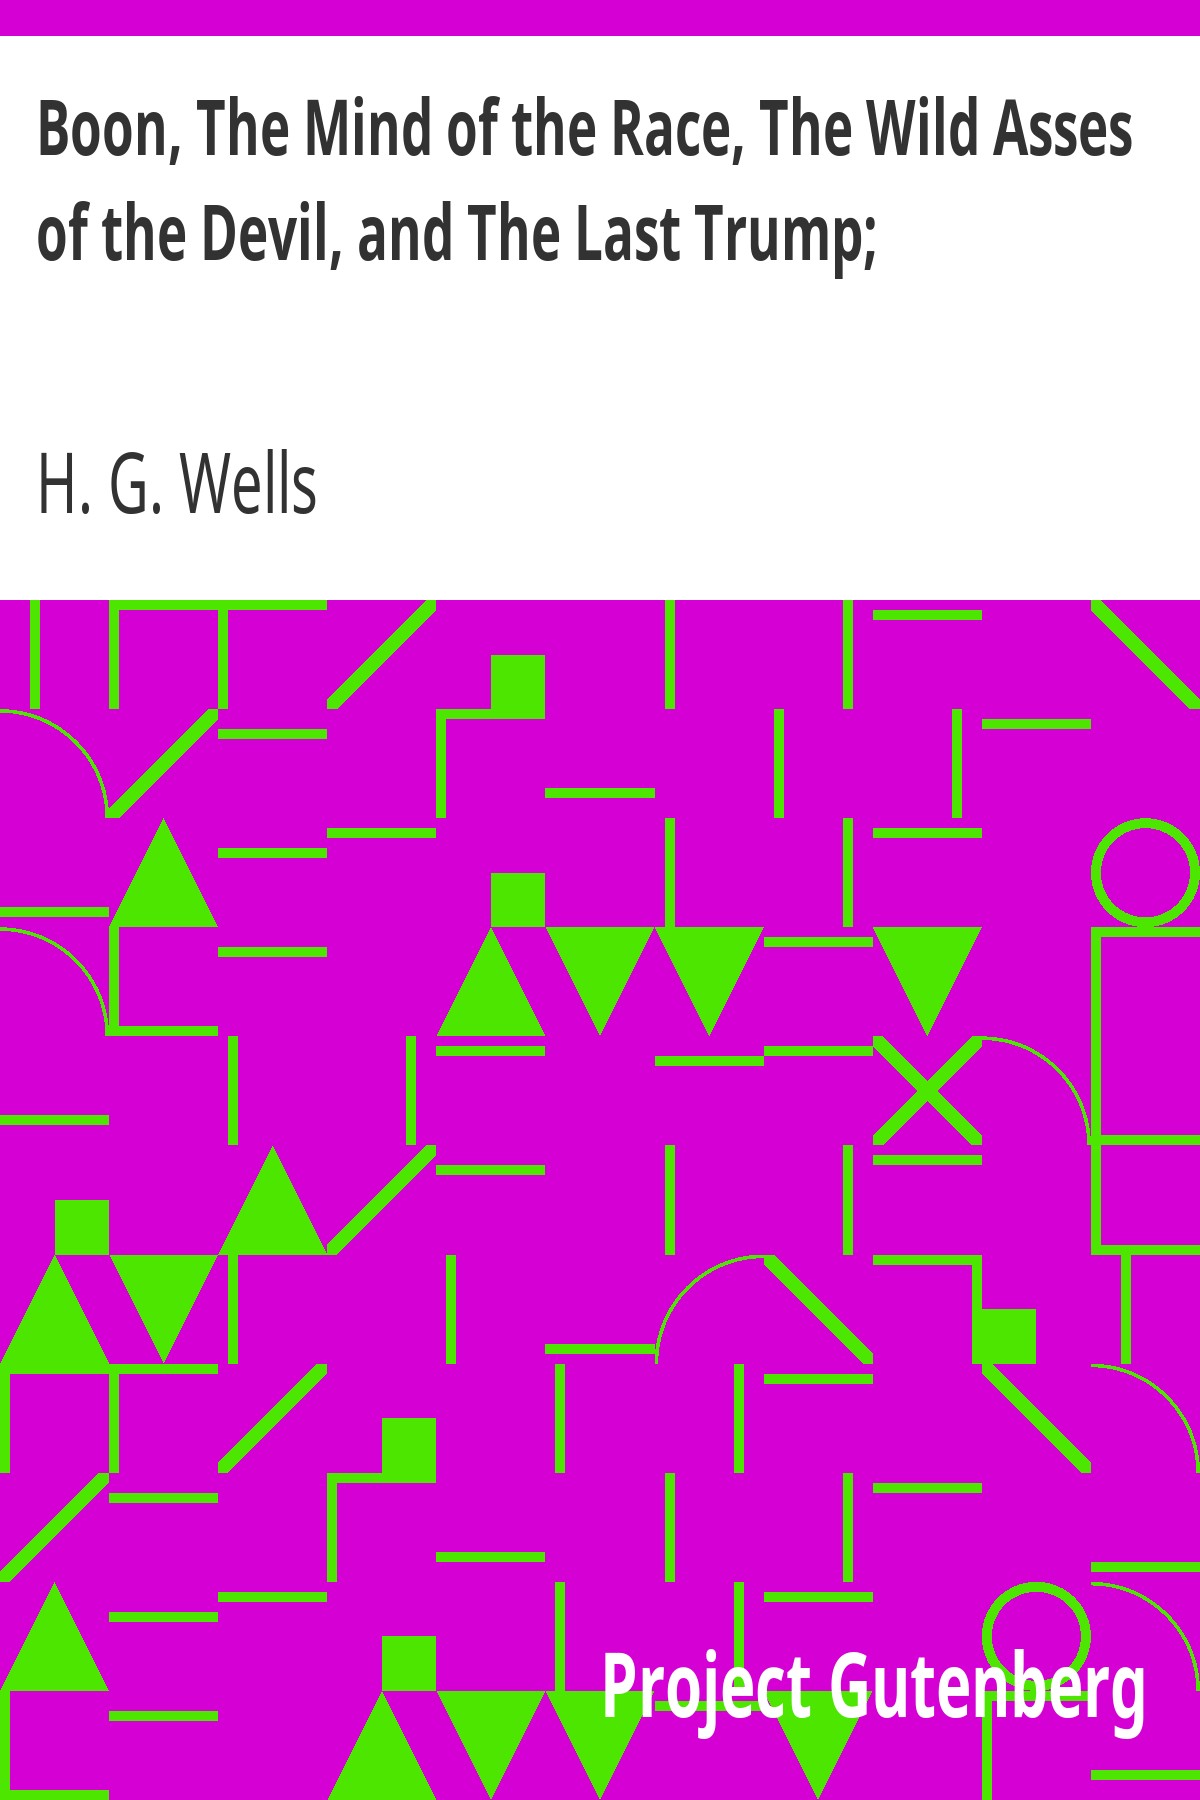 Boon, The Mind of the Race, The Wild Asses
of the Devil, and The Last Trump;
H. G. Wells
Project Gutenberg